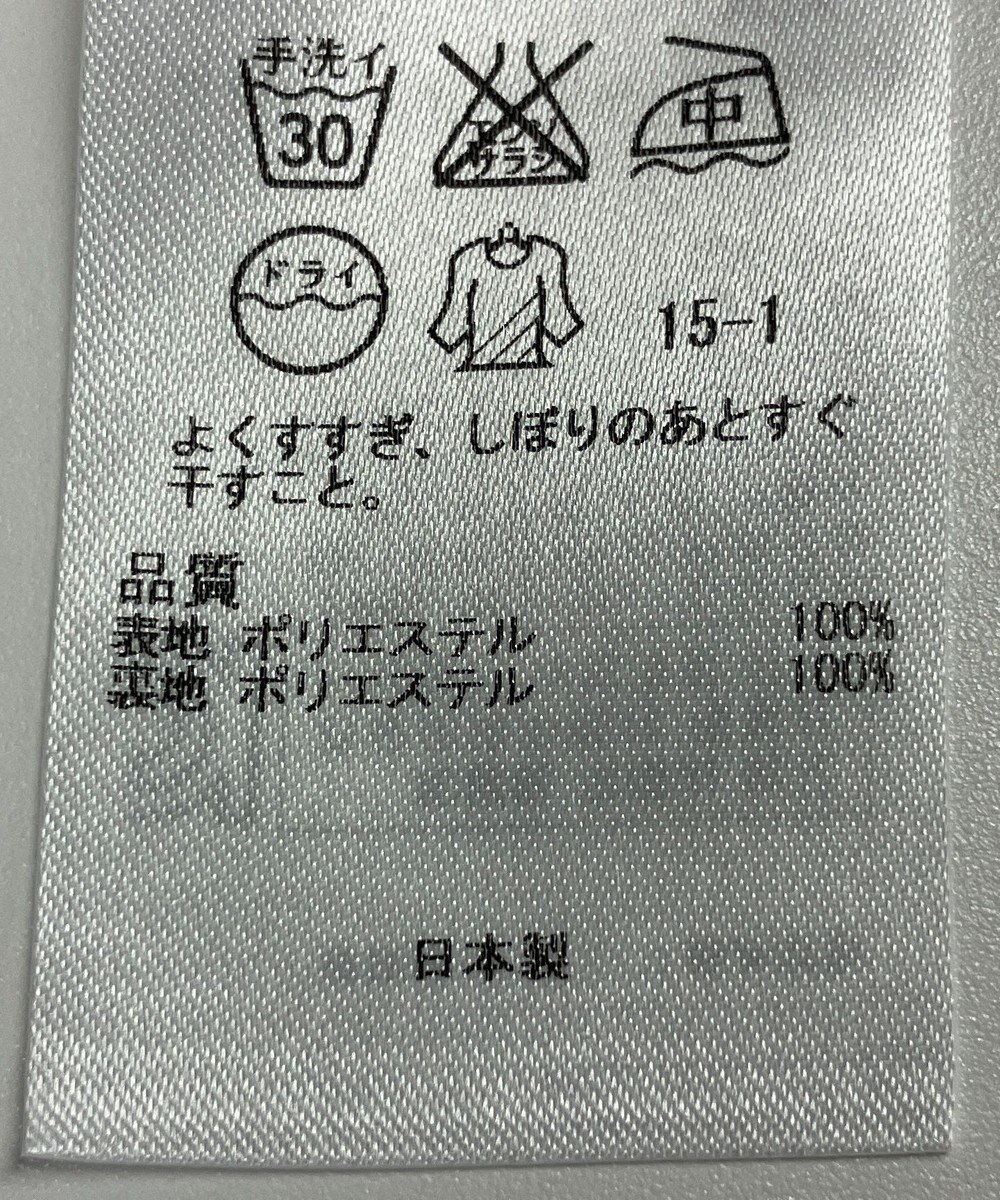 手洗イ
30
エンソ
サラシ
中
ドライ
15-1
よくすすぎ、しぼりのあとすぐ
干すこと。
品質
表地 ポリエステル 100%
裏地 ポリエステル 100%
日本製